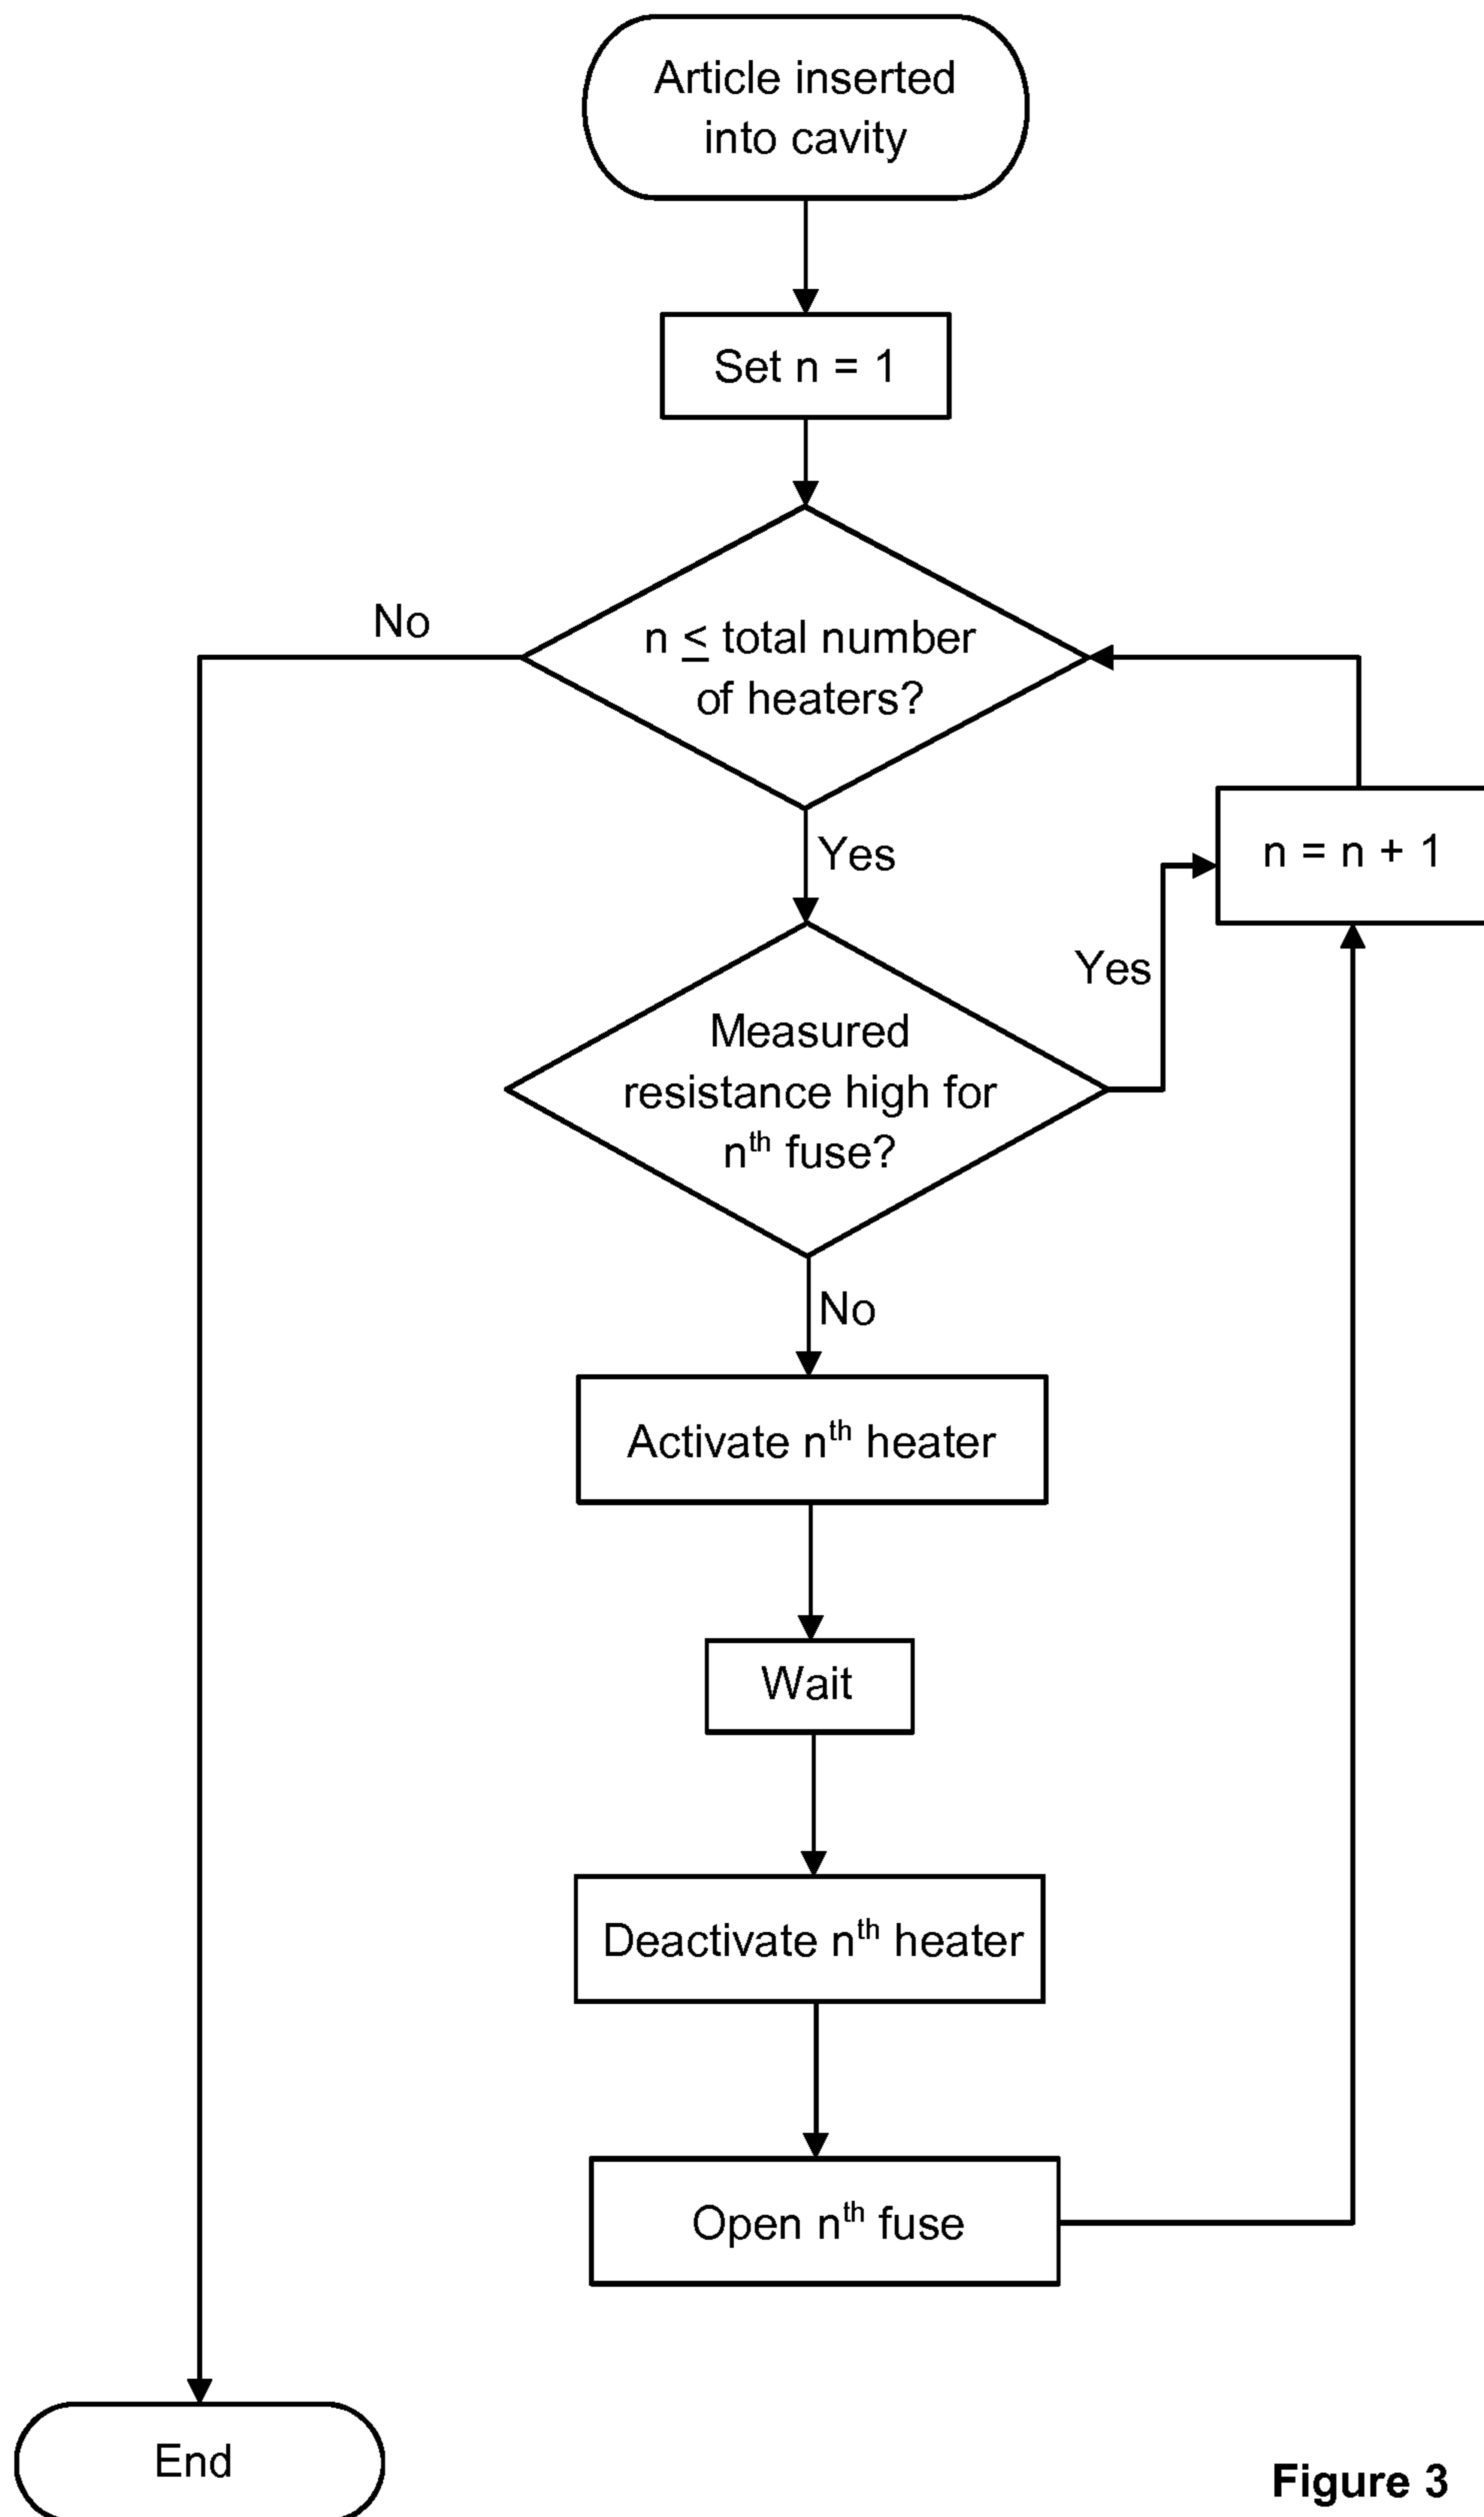 Article inserted
into cavity
Set n = 1
n ≤ total number
of heaters?
No
Yes
n = n + 1
Yes
Measured
resistance high for
nth fuse?
No
Activate nth heater
Wait
Deactivate nth heater
Open nth fuse
End
Figure 3